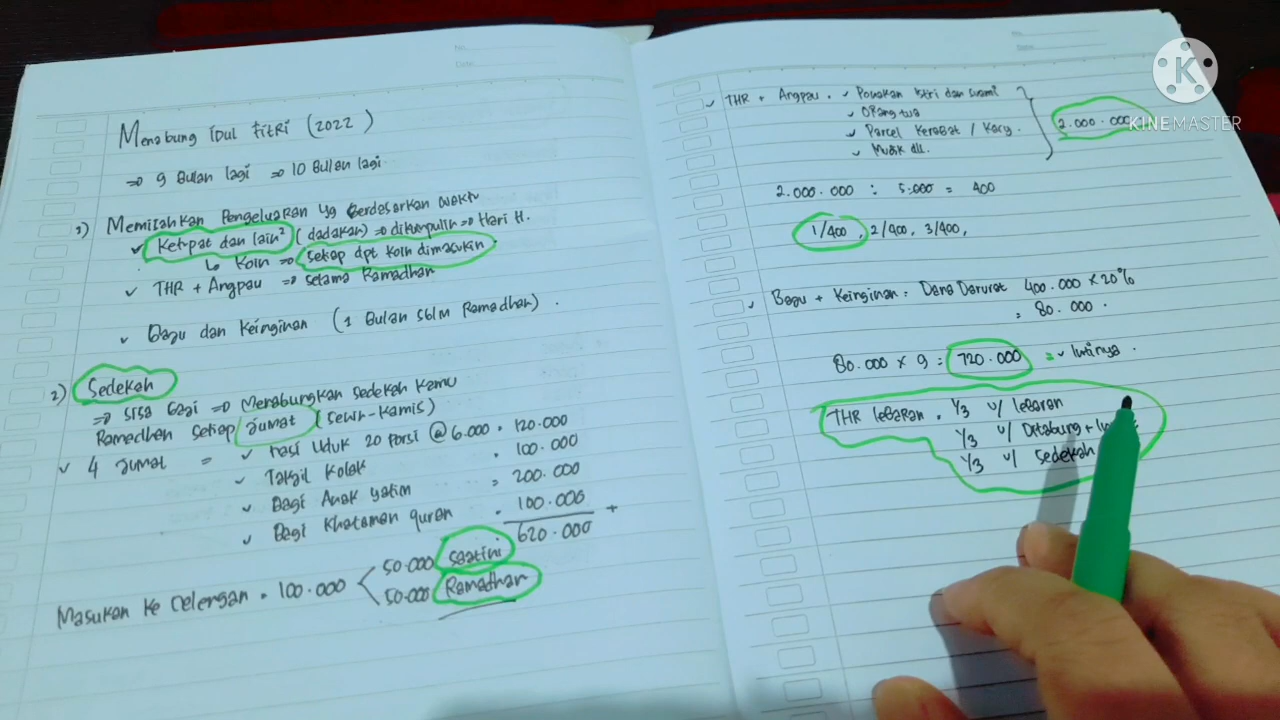 Menabung idul fitri (2022)
=> 9 Bulan lagi => 10 Bulan lagi
1) Memisahkan Pengeluaran yg Berdasarkan waktu
✓ Ketupat dan lain² (dadakan) => dikumpulin => Hari H.
↳ Koin => setiap dpt koin dimasukin
✓ THR + Angpau => selama Ramadhan
✓ Baju dan Keinginan (1 Bulan sblm Ramadhan).
2) Sedekah
=> Sisa Gaji => Menabungkan sedekah kamu
Ramadhan setiap Jumat (senin-kamis)
✓ 4 Jumat = ✓ nasi uduk 20 porsi @6.000 = 120.000
✓ Takjil kolak = 100.000
✓ Bagi Anak yatim = 200.000
✓ Bagi khataman quran = 100.000 +
620.000
Masukan ke celengan = 100.000 < 50.000 saat ini
50.000 Ramadhan
No.
Date.
No.
Date.
✓ THR + Angpau = ✓ Ponakan istri dan suami
✓ Orang tua
✓ Parcel Kerabat / Kary.
✓ Mudik dll.
} 2.000.000
2.000.000 : 5.000 = 400
1/400, 2/400, 3/400,
✓ Baju + Keinginan = Dana Darurat 400.000 x 20%
= 80.000.
80.000 x 9 = 720.000 => Intinya.
THR lebaran = 1/3 u/ lebaran
1/3 u/ Ditabung +
1/3 u/ sedekah
K
KINEMASTER